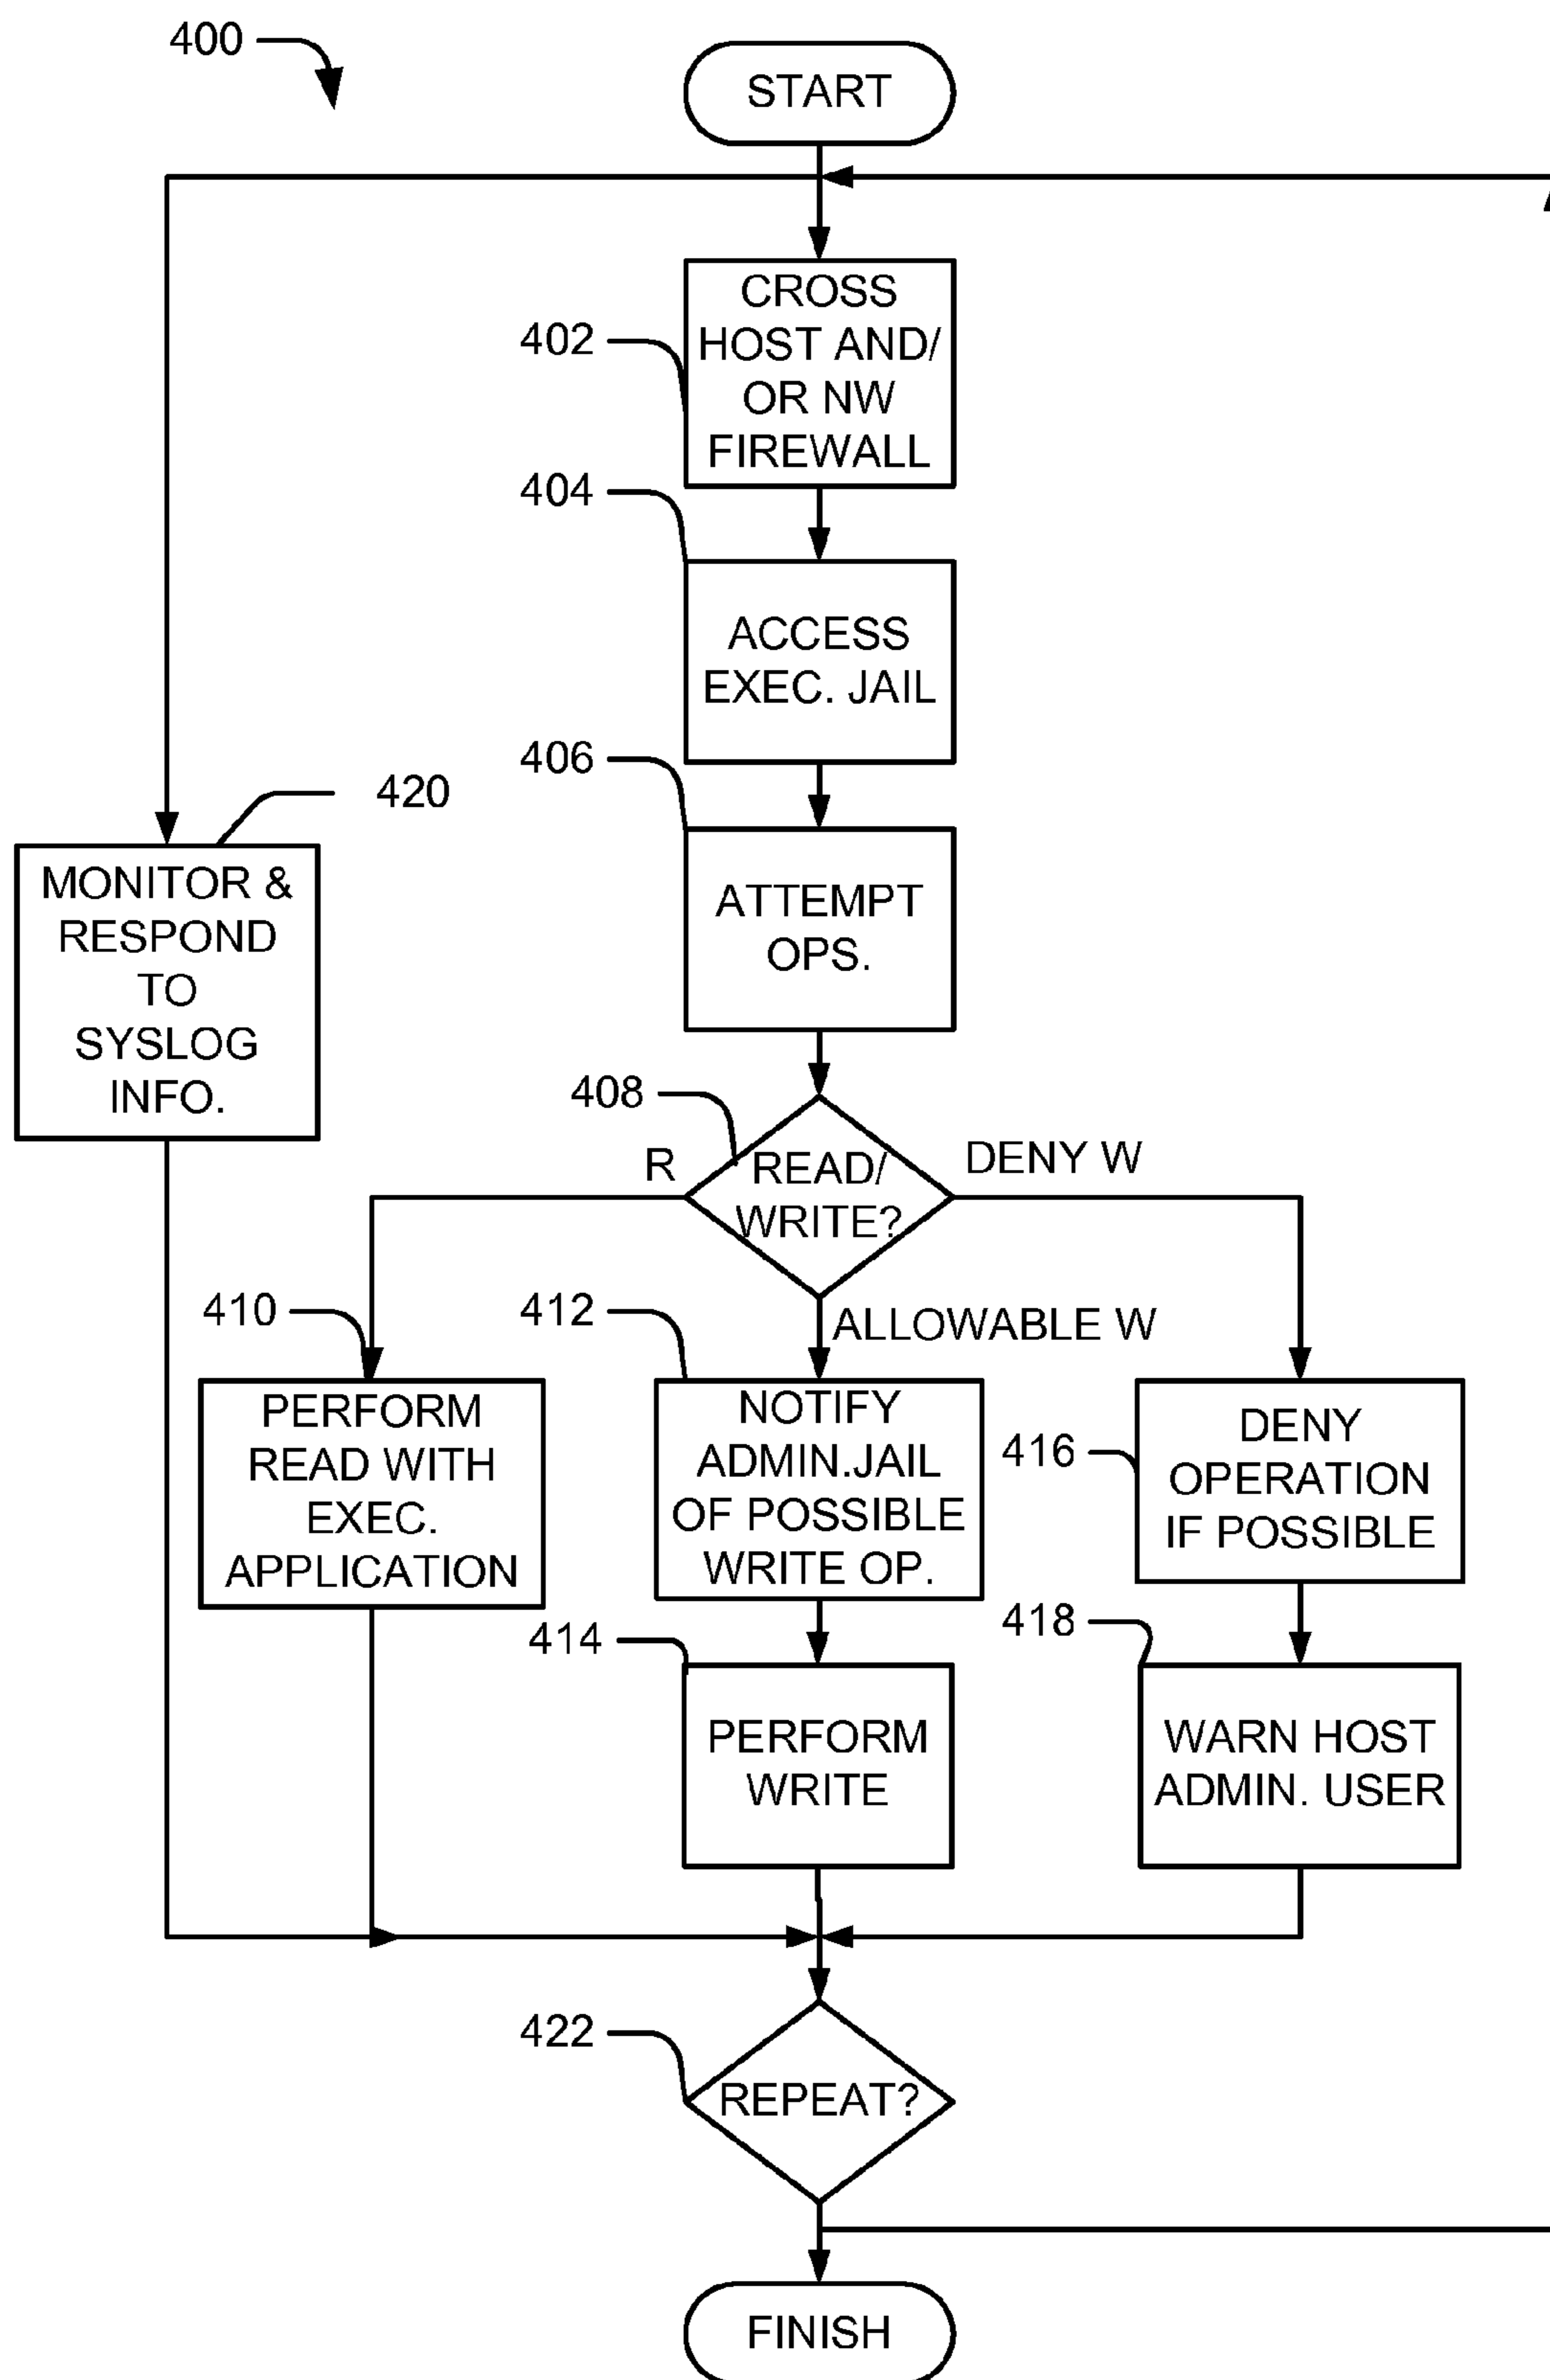 400
START
402
CROSS
HOST AND/
OR NW
FIREWALL
404
ACCESS
EXEC. JAIL
406
ATTEMPT
OPS.
420
MONITOR &
RESPOND
TO
SYSLOG
INFO.
408
READ/
WRITE?
R
DENY W
ALLOWABLE W
410
PERFORM
READ WITH
EXEC.
APPLICATION
412
NOTIFY
ADMIN.JAIL
OF POSSIBLE
WRITE OP.
416
DENY
OPERATION
IF POSSIBLE
414
PERFORM
WRITE
418
WARN HOST
ADMIN. USER
422
REPEAT?
FINISH